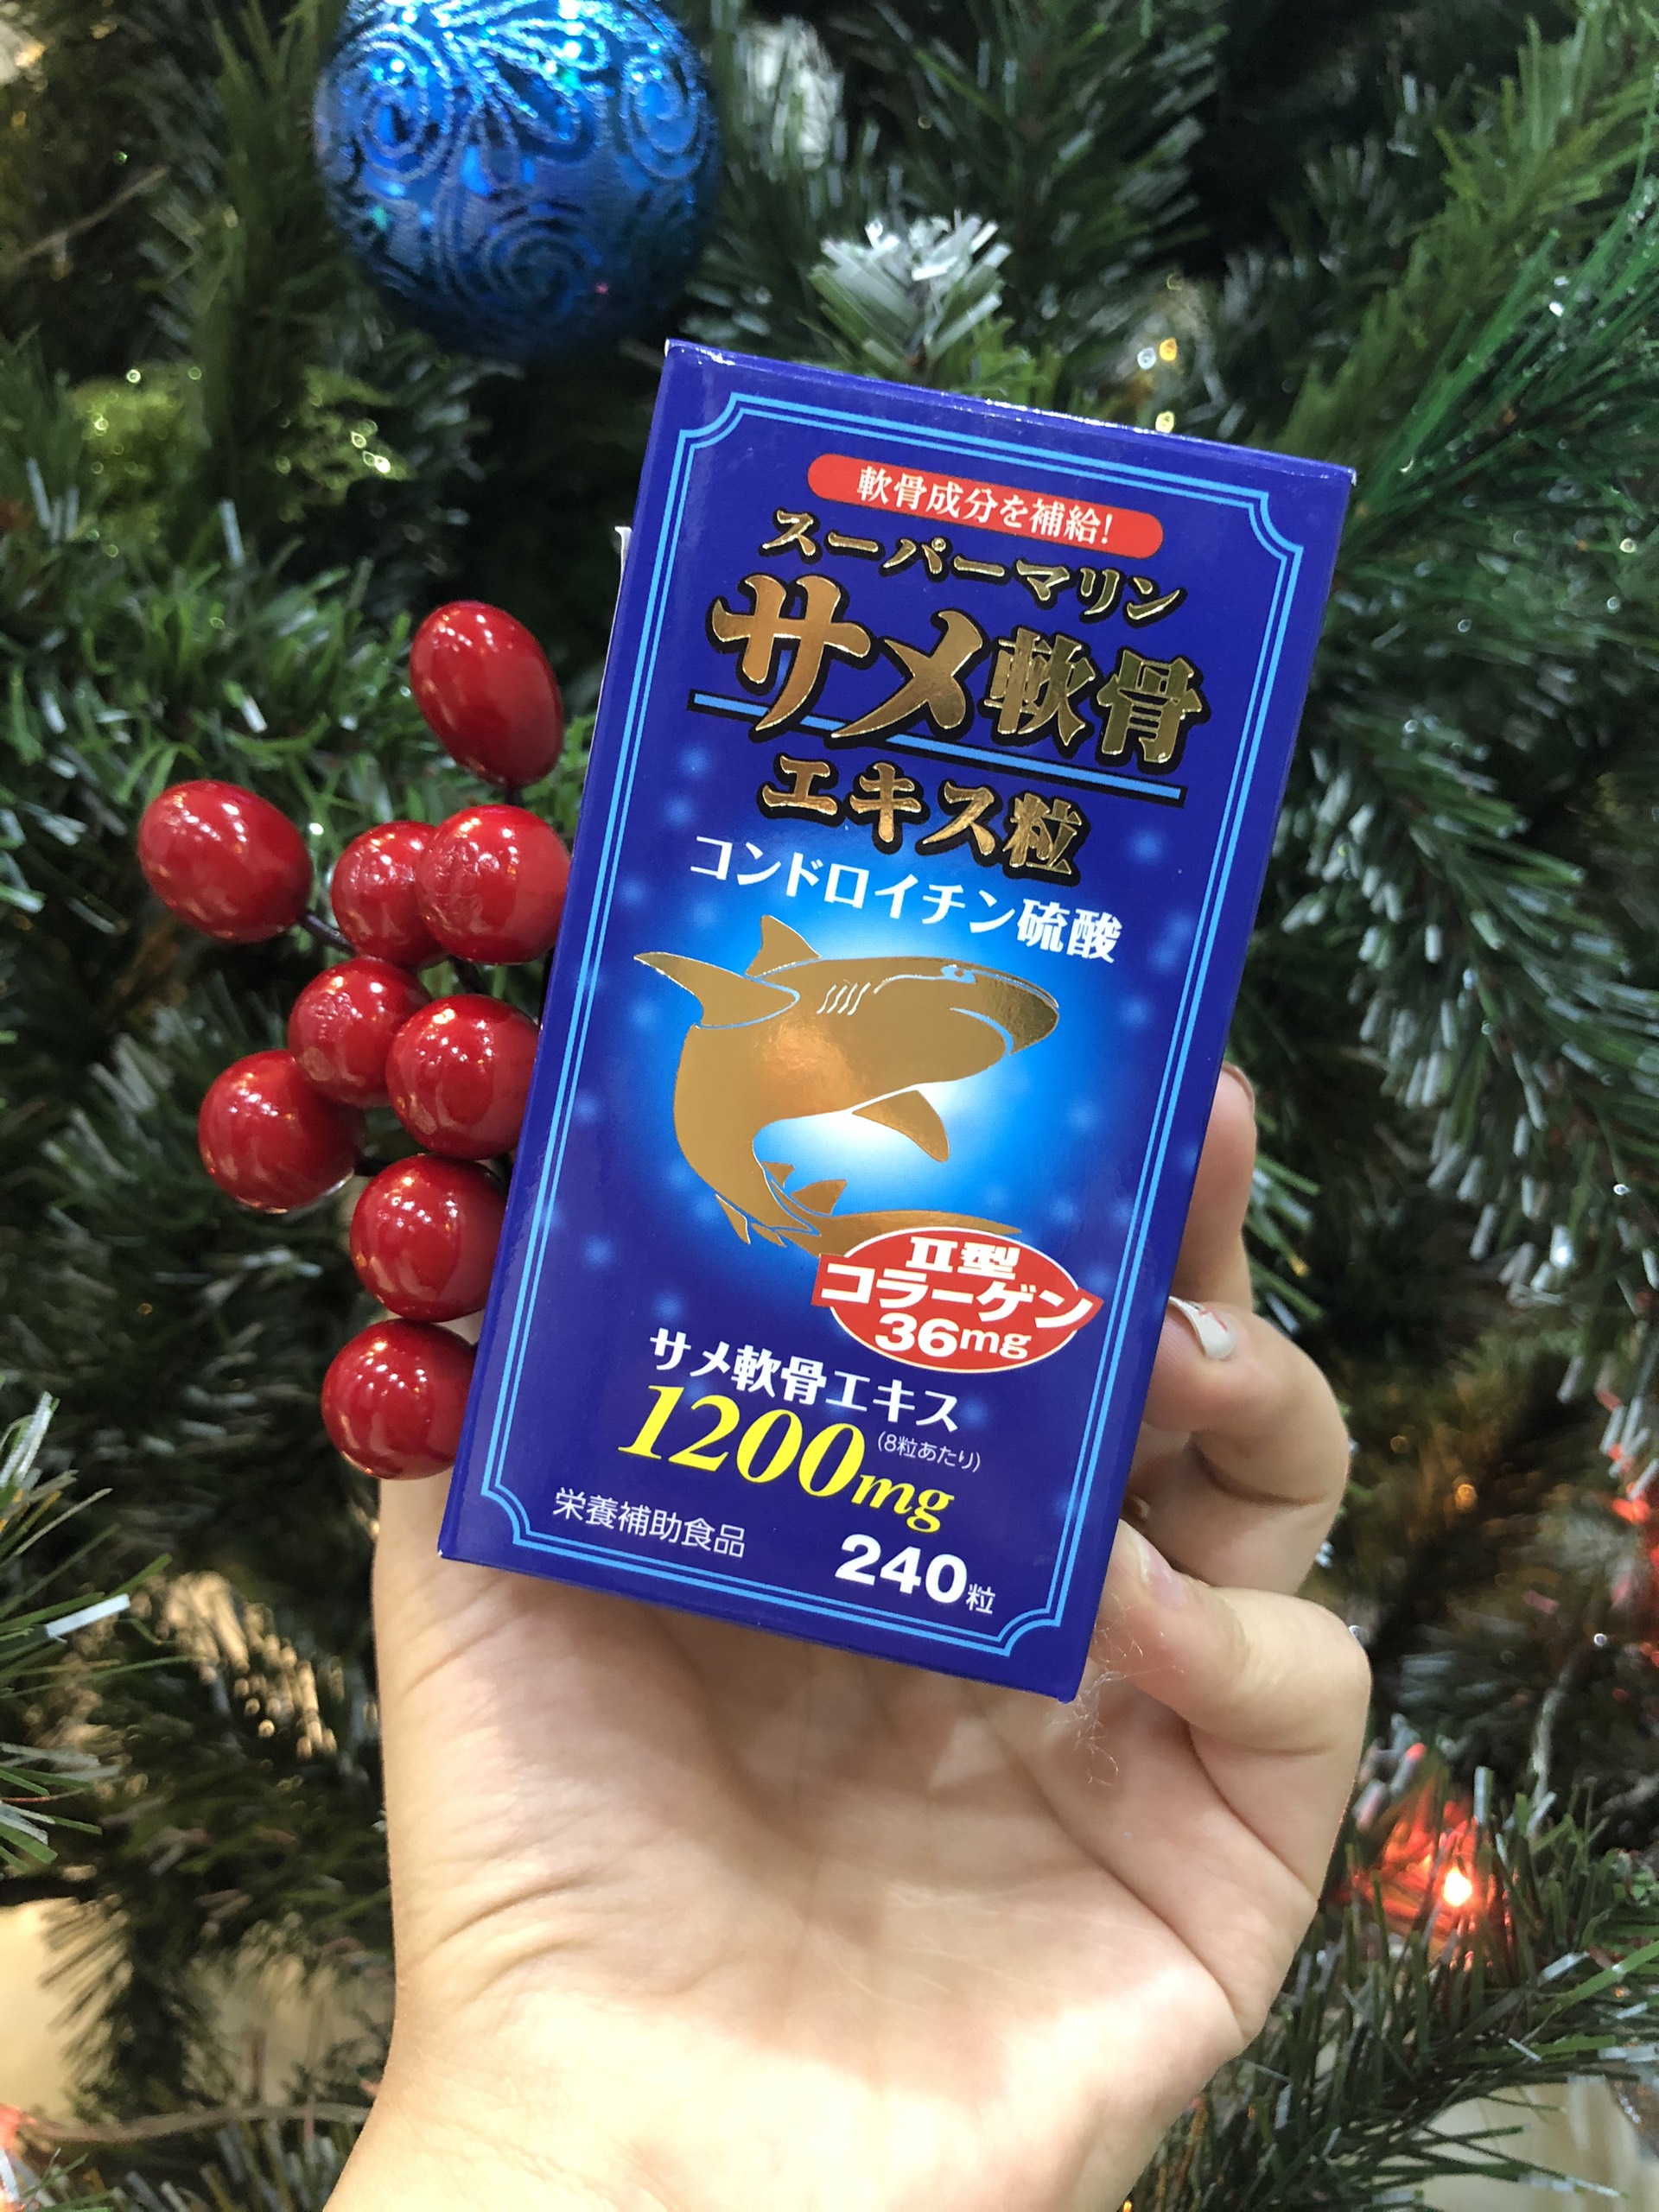 軟骨成分を補給!
スーパーマリン
サメ軟骨
エキス粒
コンドロイチン硫酸
II型
コラーゲン
36mg
サメ軟骨エキス
1200mg (8粒あたり)
栄養補助食品 240粒